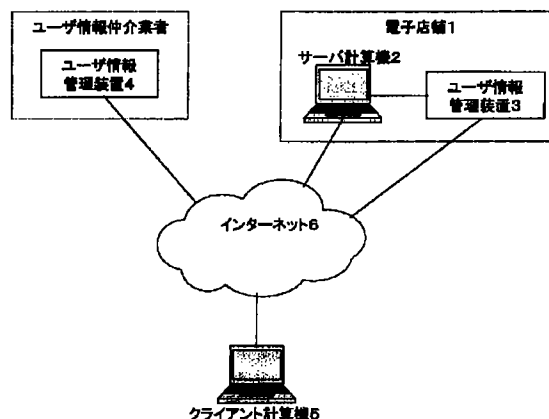 ユーザ情報仲介業者
ユーザ情報
管理装置4
電子店舗1
サーバ計算機2
ユーザ情報
管理装置3
インターネット6
クライアント計算機5